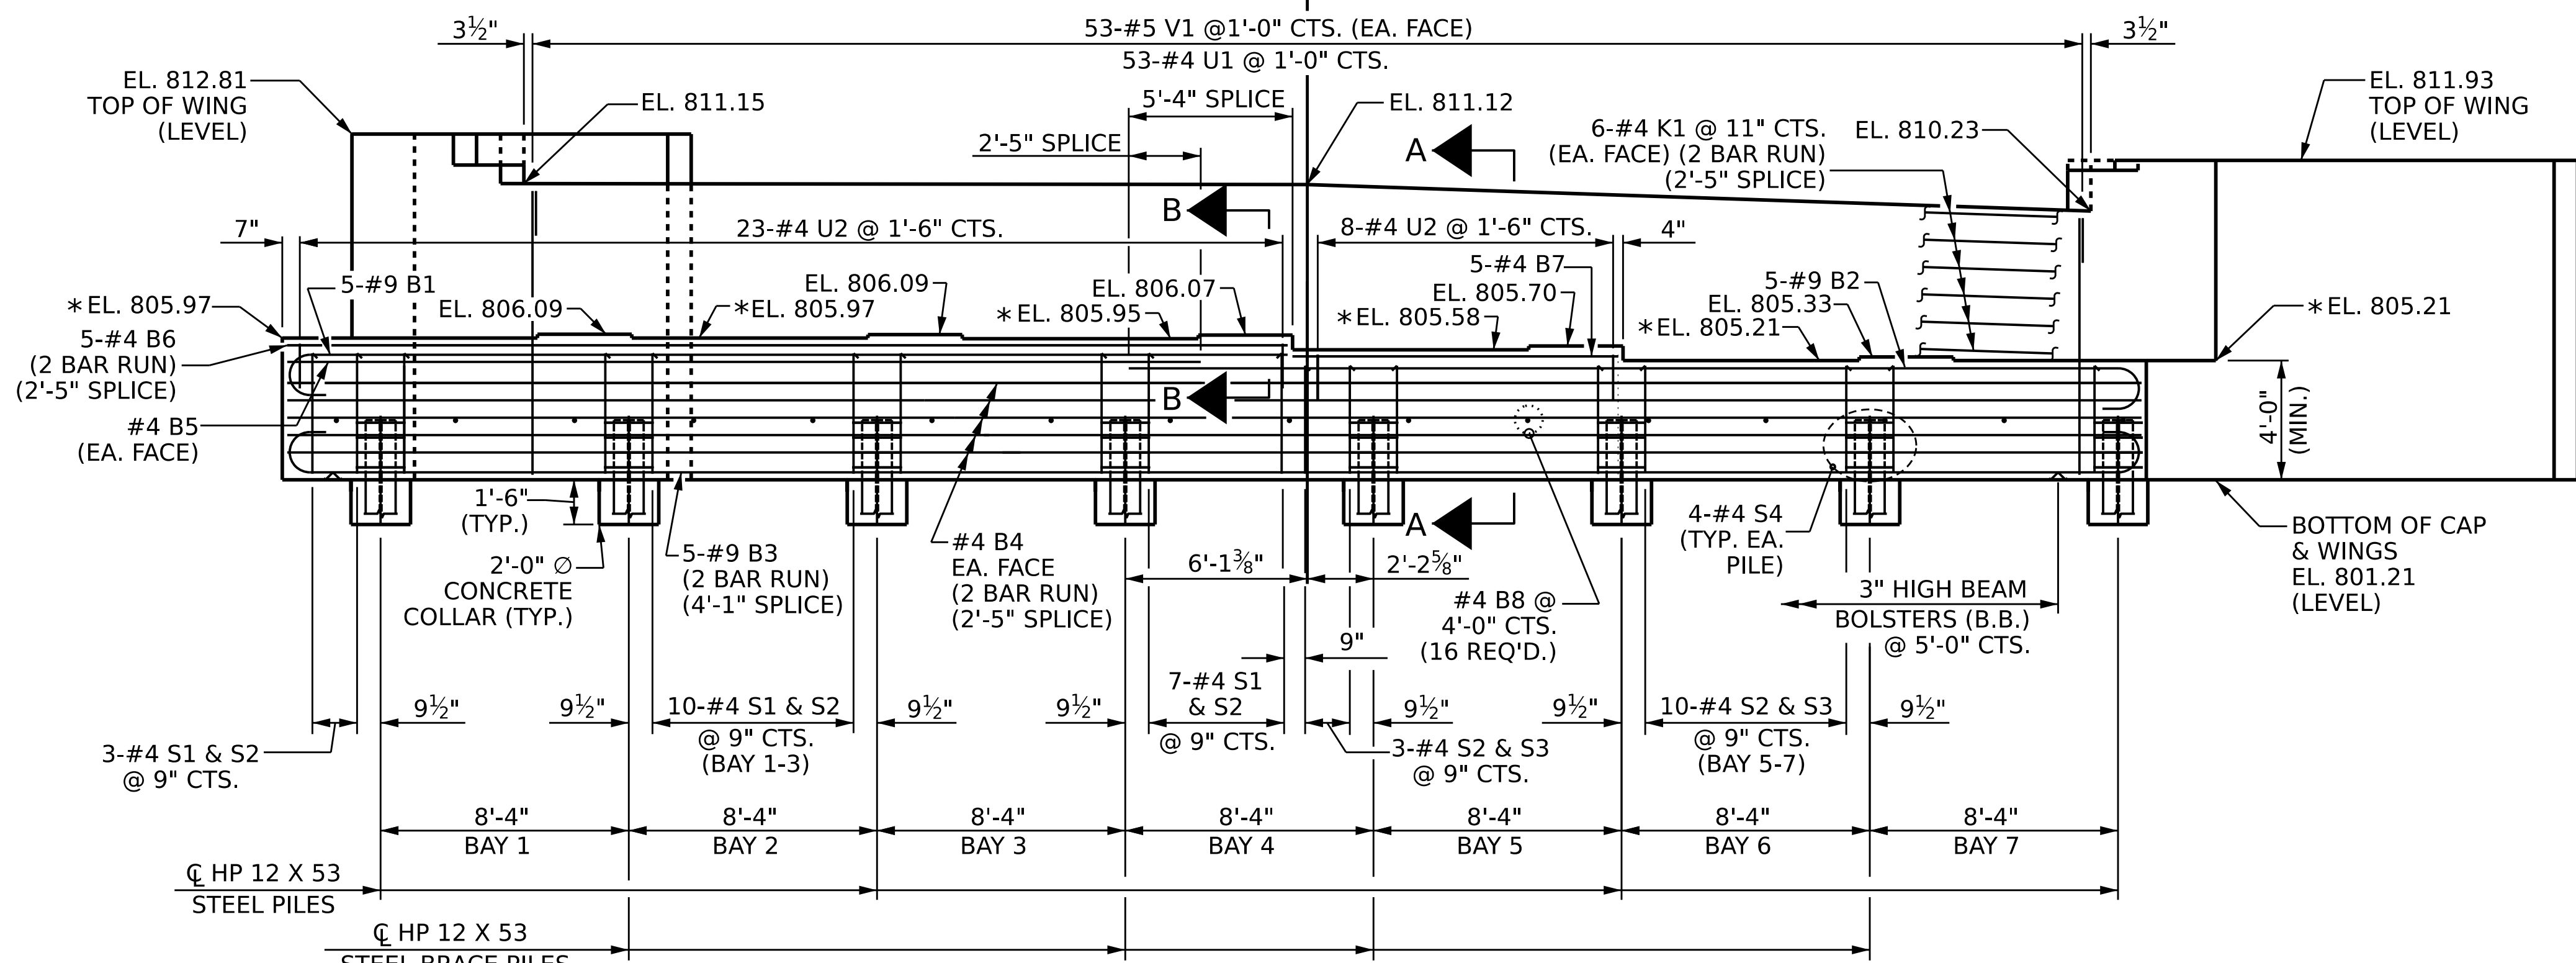 3½"
53-#5 V1 @1'-0" CTS. (EA. FACE)
53-#4 U1 @ 1'-0" CTS.
3½"
EL. 812.81
TOP OF WING
(LEVEL)
EL. 811.15
5'-4" SPLICE
2'-5" SPLICE
EL. 811.12
A
6-#4 K1 @ 11" CTS.
(EA. FACE) (2 BAR RUN)
(2'-5" SPLICE)
EL. 810.23
EL. 811.93
TOP OF WING
(LEVEL)
B
7"
23-#4 U2 @ 1'-6" CTS.
8-#4 U2 @ 1'-6" CTS.
4"
*EL. 805.97
5-#9 B1
EL. 806.09
EL. 806.09
*EL. 805.97
EL. 806.07
*EL. 805.95
5-#4 B7
EL. 805.70
*EL. 805.58
5-#9 B2
EL. 805.33
*EL. 805.21
*EL. 805.21
5-#4 B6
(2 BAR RUN)
(2'-5" SPLICE)
#4 B5
(EA. FACE)
B
4'-0"
(MIN.)
1'-6"
(TYP.)
2'-0" ∅
CONCRETE
COLLAR (TYP.)
5-#9 B3
(2 BAR RUN)
(4'-1" SPLICE)
#4 B4
EA. FACE
(2 BAR RUN)
(2'-5" SPLICE)
A
6'-1⅜"
2'-2⅝"
#4 B8 @
4'-0" CTS.
(16 REQ'D.)
4-#4 S4
(TYP. EA.
PILE)
3" HIGH BEAM
BOLSTERS (B.B.)
@ 5'-0" CTS.
BOTTOM OF CAP
& WINGS
EL. 801.21
(LEVEL)
9"
3-#4 S1 & S2
@ 9" CTS.
9½"
9½"
10-#4 S1 & S2
@ 9" CTS.
(BAY 1-3)
9½"
9½"
7-#4 S1
& S2
@ 9" CTS.
3-#4 S2 & S3
@ 9" CTS.
9½"
9½"
10-#4 S2 & S3
@ 9" CTS.
(BAY 5-7)
9½"
8'-4"
BAY 1
8'-4"
BAY 2
8'-4"
BAY 3
8'-4"
BAY 4
8'-4"
BAY 5
8'-4"
BAY 6
8'-4"
BAY 7
℄ HP 12 X 53
STEEL PILES
℄ HP 12 X 53
STEEL BRACE PILES